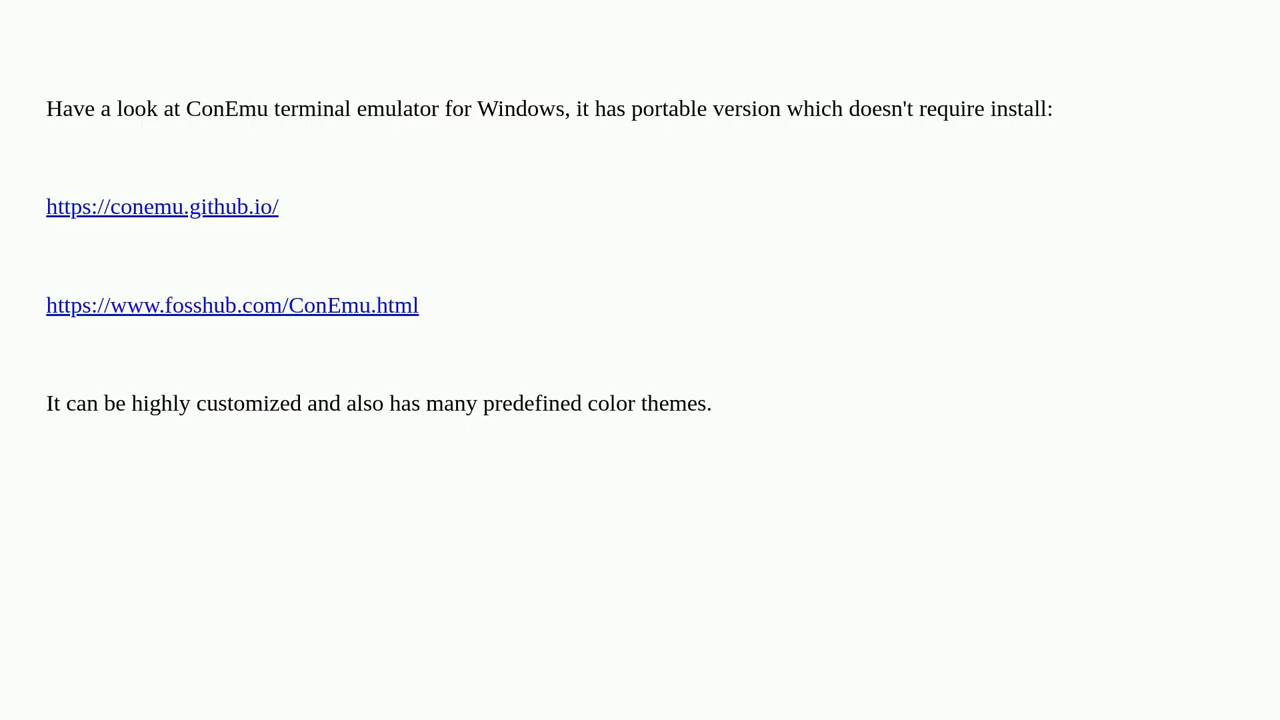 Have a look at ConEmu terminal emulator for Windows, it has portable version which doesn't require install:
https://conemu.github.io/
https://www.fosshub.com/ConEmu.html
It can be highly customized and also has many predefined color themes.